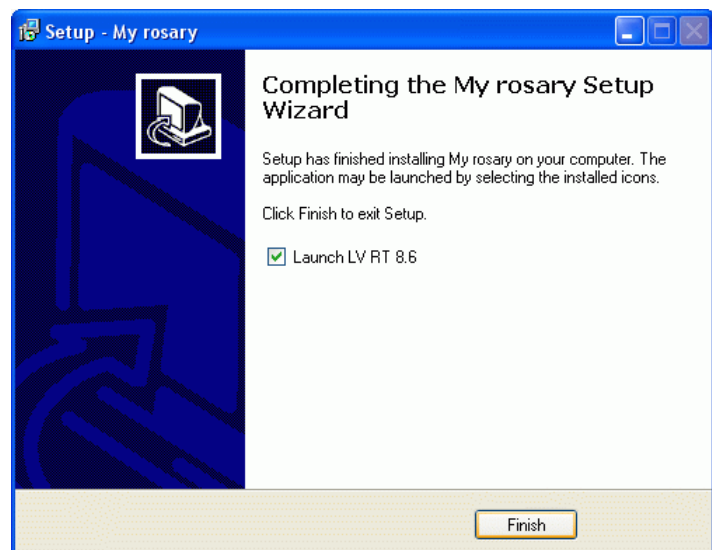 Setup - My rosary
Completing the My rosary Setup
Wizard
Setup has finished installing My rosary on your computer. The
application may be launched by selecting the installed icons.
Click Finish to exit Setup.
Launch LV RT 8.6
Finish